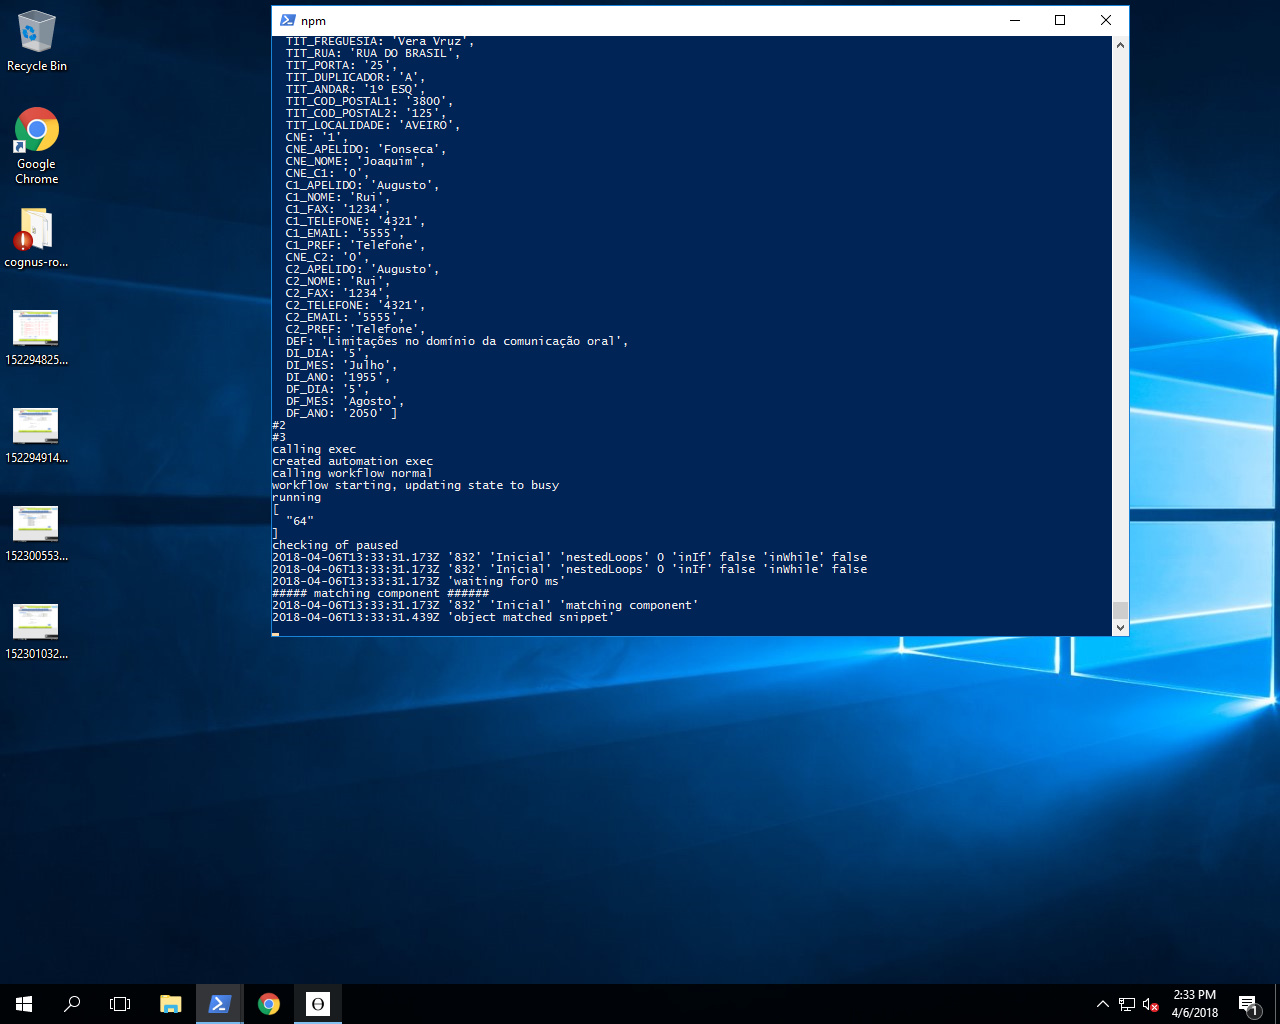 npm
TIT_FREGUESIA: 'Vera Vruz',
TIT_RUA: 'RUA DO BRASIL',
TIT_PORTA: '25',
TIT_DUPLICADOR: 'A',
TIT_ANDAR: '1º ESQ',
TIT_COD_POSTAL1: '3800',
TIT_COD_POSTAL2: '125',
TIT_LOCALIDADE: 'AVEIRO',
CNE: '1',
CNE_APELIDO: 'Fonseca',
CNE_NOME: 'Joaquim',
CNE_C1: '0',
C1_APELIDO: 'Augusto',
C1_NOME: 'Rui',
C1_FAX: '1234',
C1_TELEFONE: '4321',
C1_EMAIL: '5555',
C1_PREF: 'Telefone',
CNE_C2: '0',
C2_APELIDO: 'Augusto',
C2_NOME: 'Rui',
C2_FAX: '1234',
C2_TELEFONE: '4321',
C2_EMAIL: '5555',
C2_PREF: 'Telefone',
DEF: 'Limitações no domínio da comunicação oral',
DI_DIA: '5',
DI_MES: 'Julho',
DI_ANO: '1955',
DF_DIA: '5',
DF_MES: 'Agosto',
DF_ANO: '2050' ]
#2
#3
calling exec
created automation exec
calling workflow normal
workflow starting, updating state to busy
running
[
"64"
]
checking of paused
2018-04-06T13:33:31.173Z '832' 'Inicial' 'nestedLoops' 0 'inIf' false 'inWhile' false
2018-04-06T13:33:31.173Z '832' 'Inicial' 'nestedLoops' 0 'inIf' false 'inWhile' false
2018-04-06T13:33:31.173Z 'waiting for0 ms'
##### matching component ######
2018-04-06T13:33:31.173Z '832' 'Inicial' 'matching component'
2018-04-06T13:33:31.439Z 'object matched snippet'
Recycle Bin
Google
Chrome
cognus-ro...
152294825...
152294914...
152300553...
152301032...
2:33 PM
4/6/2018
1